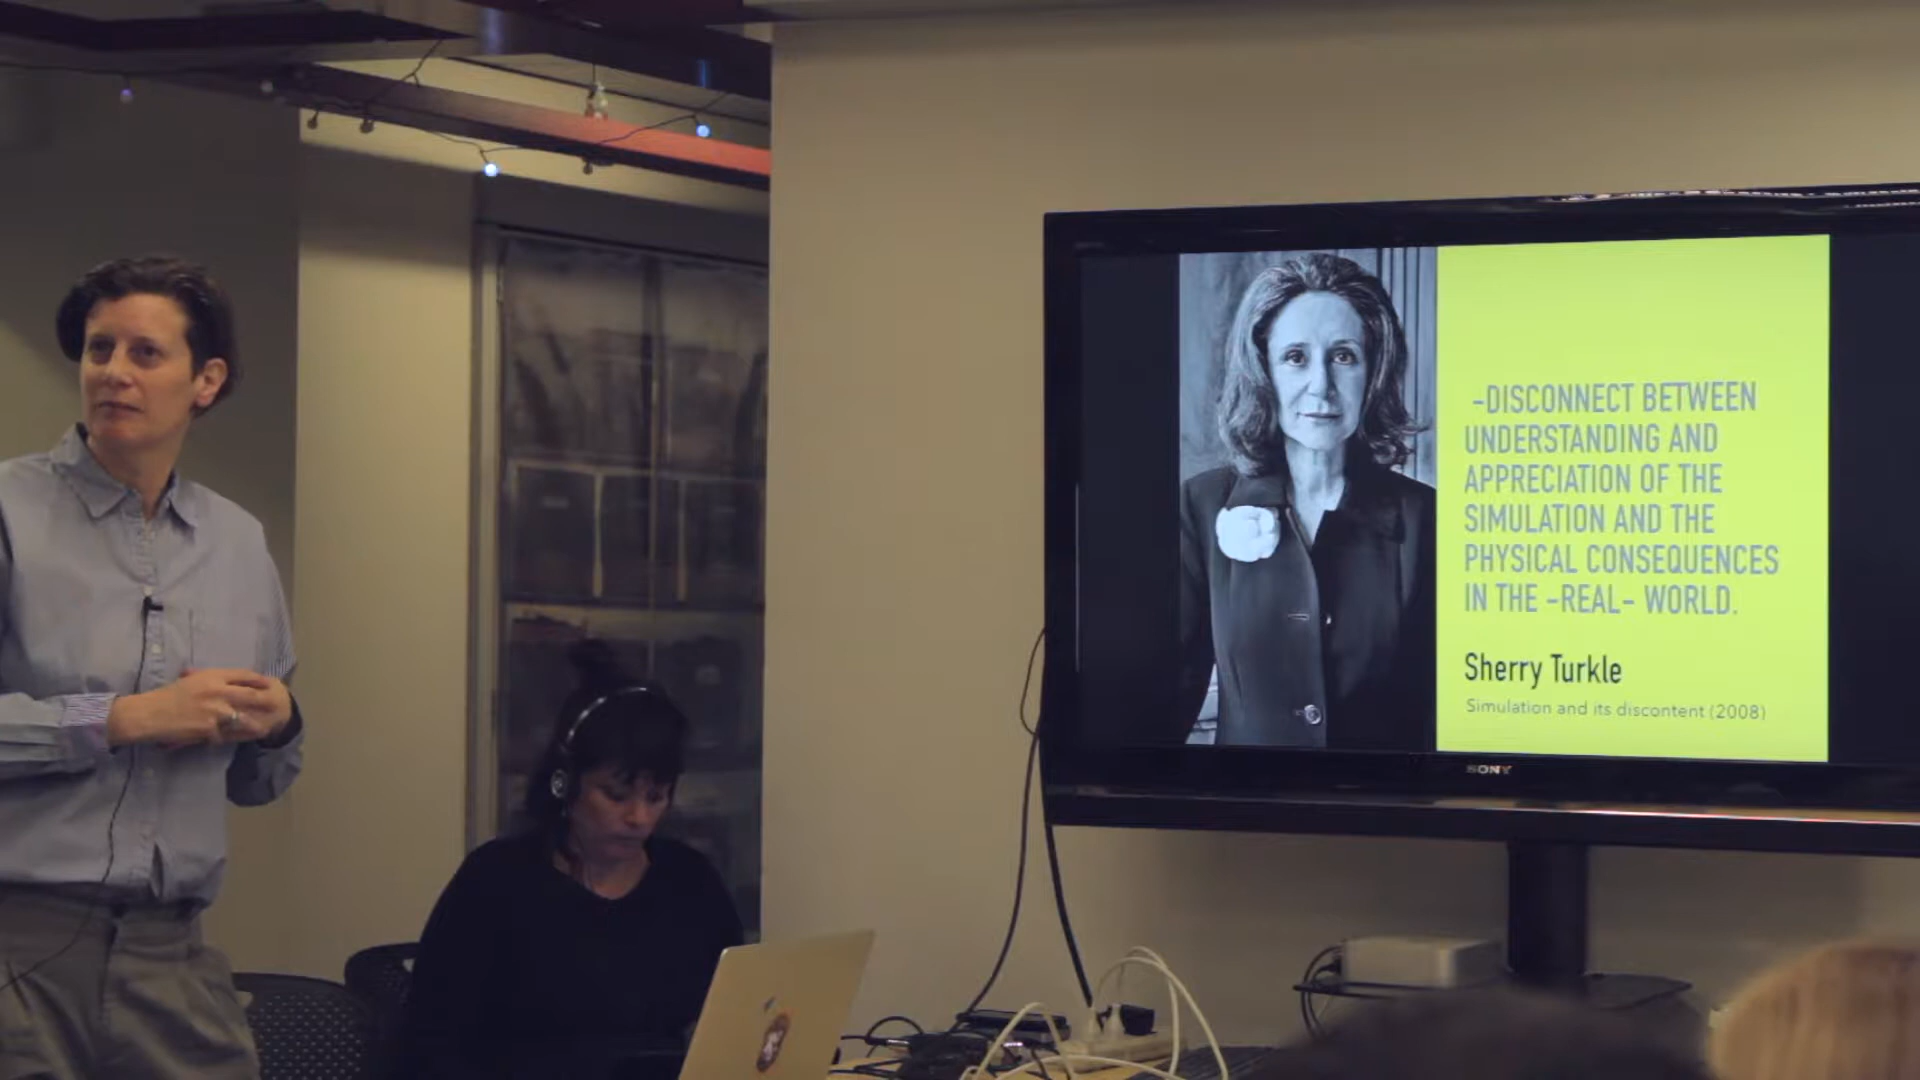 -DISCONNECT BETWEEN
UNDERSTANDING AND
APPRECIATION OF THE
SIMULATION AND THE
PHYSICAL CONSEQUENCES
IN THE -REAL- WORLD.
Sherry Turkle
Simulation and its discontent (2008)
SONY